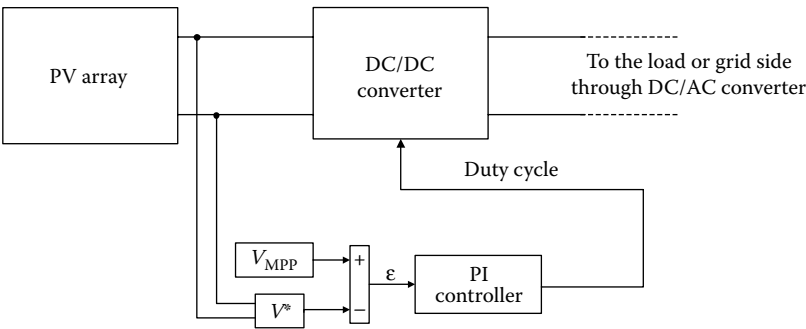 PV array
DC/DC
converter
To the load or grid side
through DC/AC converter
Duty cycle
V_MPP
+
ε
PI
controller
V*
−